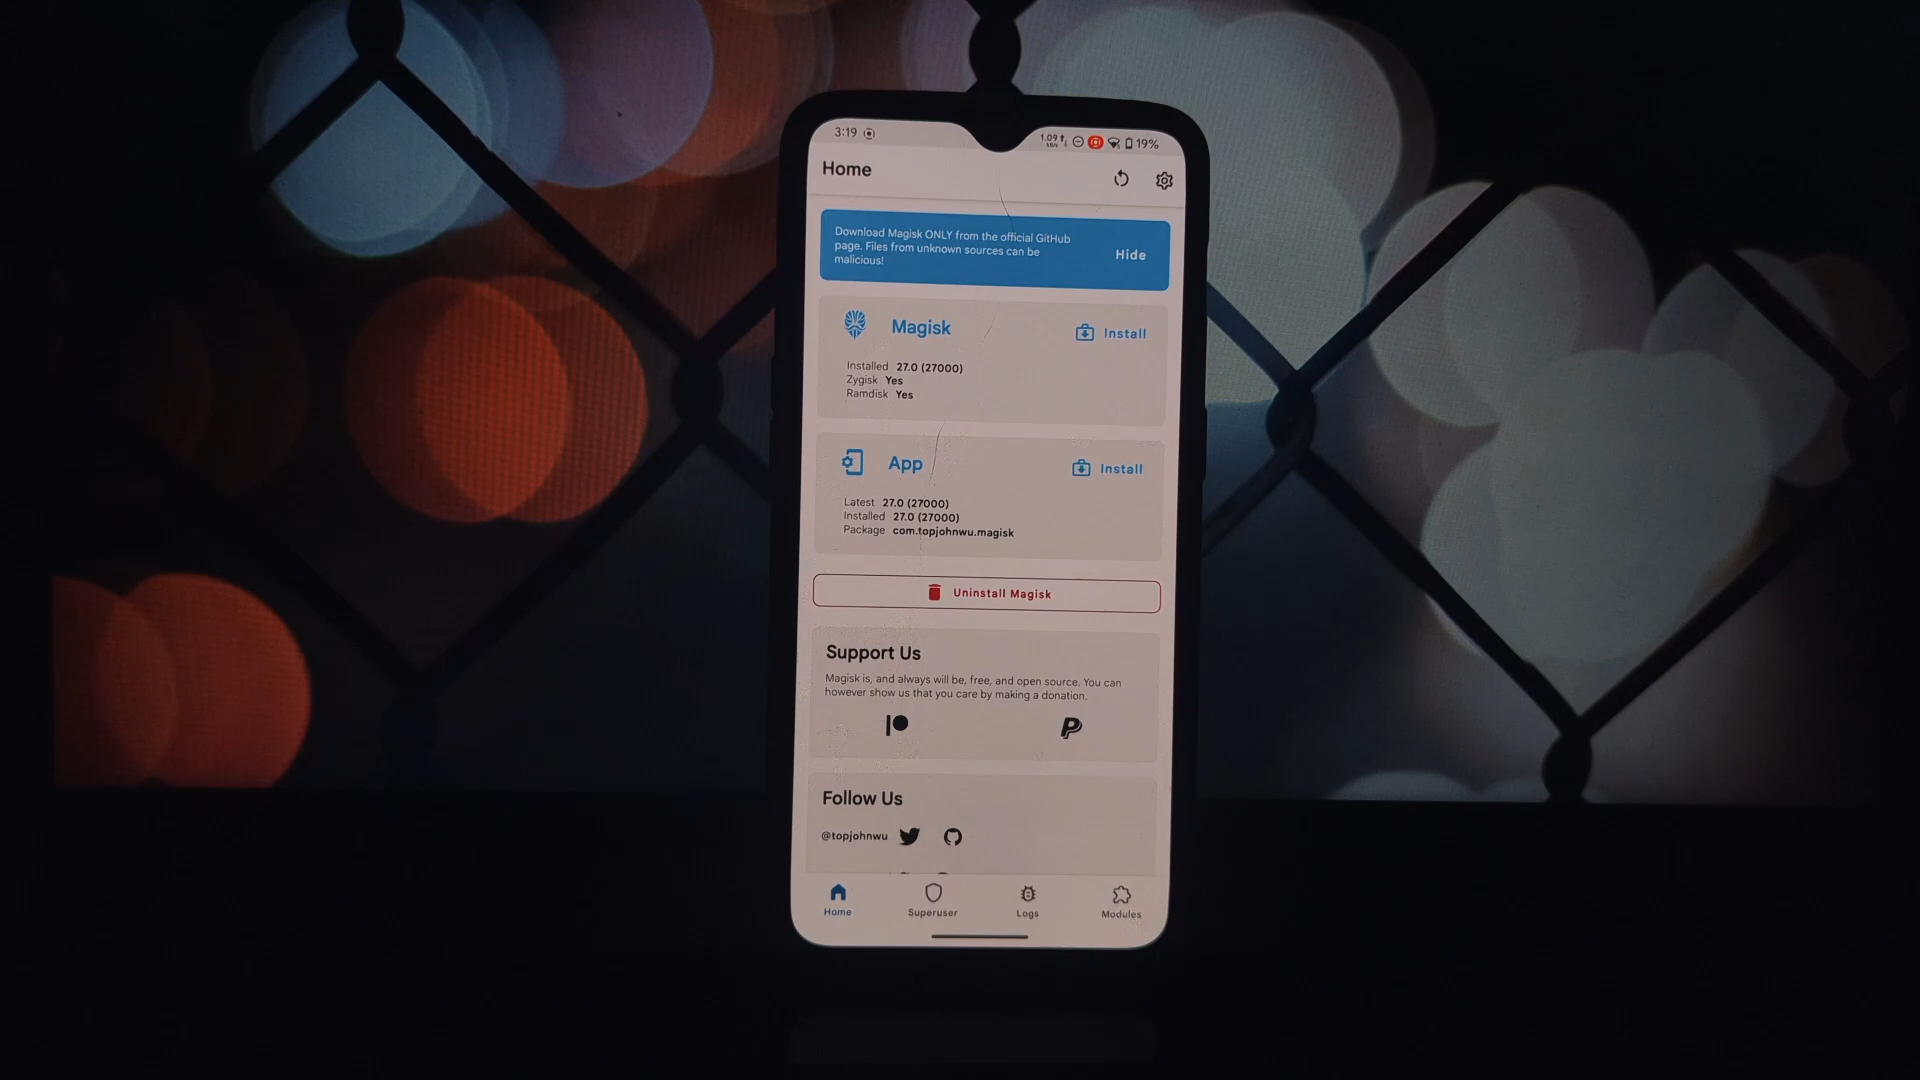 3:19
1.09 kB/s 19%
Home
Download Magisk ONLY from the official GitHub
page. Files from unknown sources can be
malicious!
Hide
Magisk
Install
Installed 27.0 (27000)
Zygisk Yes
Ramdisk Yes
App
Install
Latest 27.0 (27000)
Installed 27.0 (27000)
Package com.topjohnwu.magisk
Uninstall Magisk
Support Us
Magisk is, and always will be, free, and open source. You can
however show us that you care by making a donation.
Follow Us
@topjohnwu
Home Superuser Logs Modules